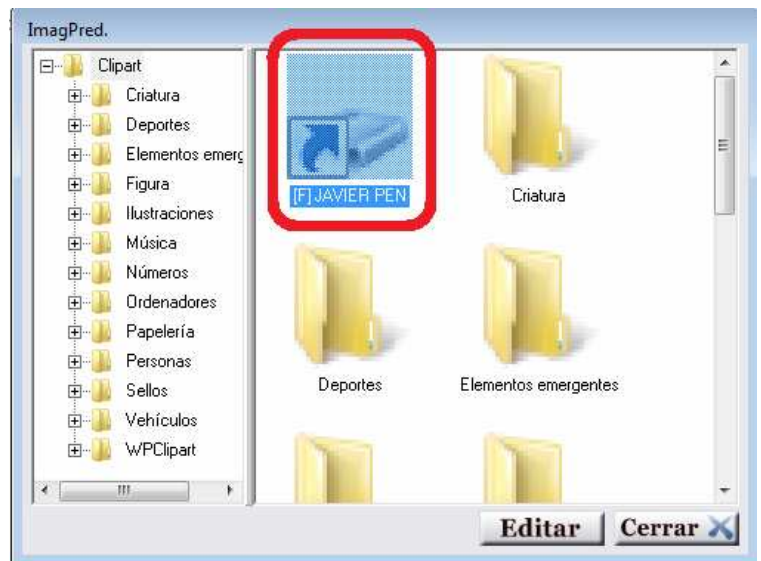 ImagPred.
Clipart
Criatura
Deportes
Elementos emerg
Figura
Ilustraciones
Música
Números
Ordenadores
Papelería
Personas
Sellos
Vehículos
WPClipart
[F] JAVIER PEN
Criatura
Deportes
Elementos emergentes
Editar
Cerrar